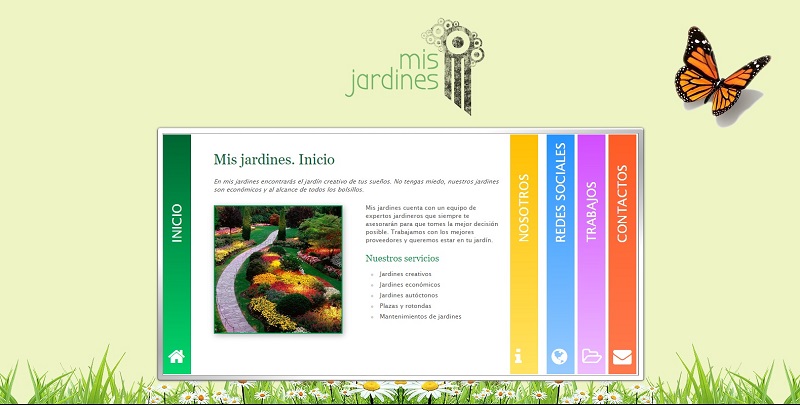 mis
jardines
INICIO
Mis jardines. Inicio
En mis jardines encontrarás el jardín creativo de tus sueños. No tengas miedo, nuestros jardines
son económicos y al alcance de todos los bolsillos.
Mis jardines cuenta con un equipo de
expertos jardineros que siempre te
asesorarán para que tomes la mejor decisión
posible. Trabajamos con los mejores
proveedores y queremos estar en tu jardín.
Nuestros servicios
Jardines creativos
Jardines económicos
Jardines autóctonos
Plazas y rotondas
Mantenimientos de jardines
NOSOTROS
REDES SOCIALES
TRABAJOS
CONTACTOS